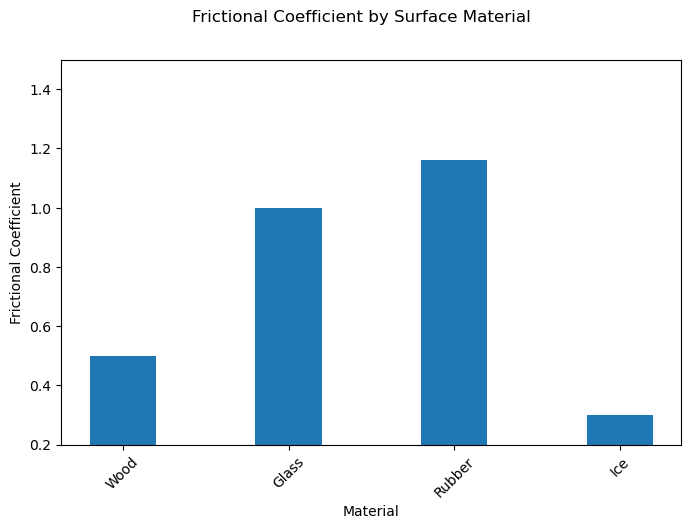 Frictional Coefficient by Surface Material
Frictional Coefficient
1.4
1.2
1.0
0.8
0.6
0.4
0.2
Wood
Glass
Rubber
Ice
Material